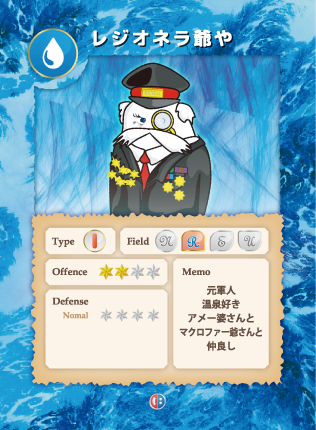 レジオネラ爺や
Type
Field N R S U
Offence
Memo
元軍人
温泉好き
アメー婆さんと
マクロファー爺さんと
仲良し
Defense
Nomal